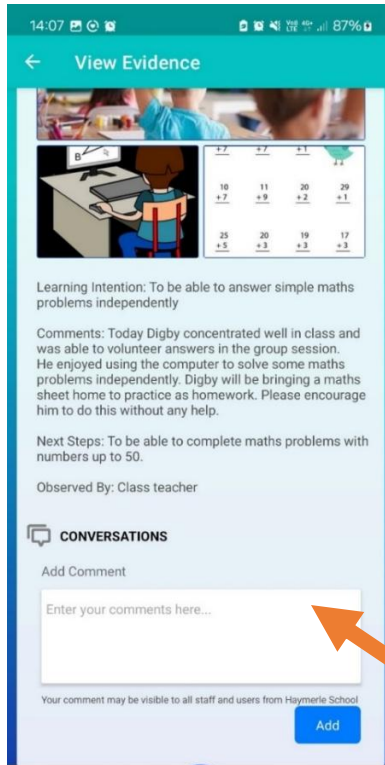 14:07 87%
View Evidence
B
+7 +7 +1
10 11 20 29
+7 +9 +2 +1
25 20 19 17
+5 +3 +3 +3
Learning Intention: To be able to answer simple maths
problems independently
Comments: Today Digby concentrated well in class and
was able to volunteer answers in the group session.
He enjoyed using the computer to solve some maths
problems independently. Digby will be bringing a maths
sheet home to practice as homework. Please encourage
him to do this without any help.
Next Steps: To be able to complete maths problems with
numbers up to 50.
Observed By: Class teacher
CONVERSATIONS
Add Comment
Enter your comments here...
Your comment may be visible to all staff and users from Haymerle School
Add